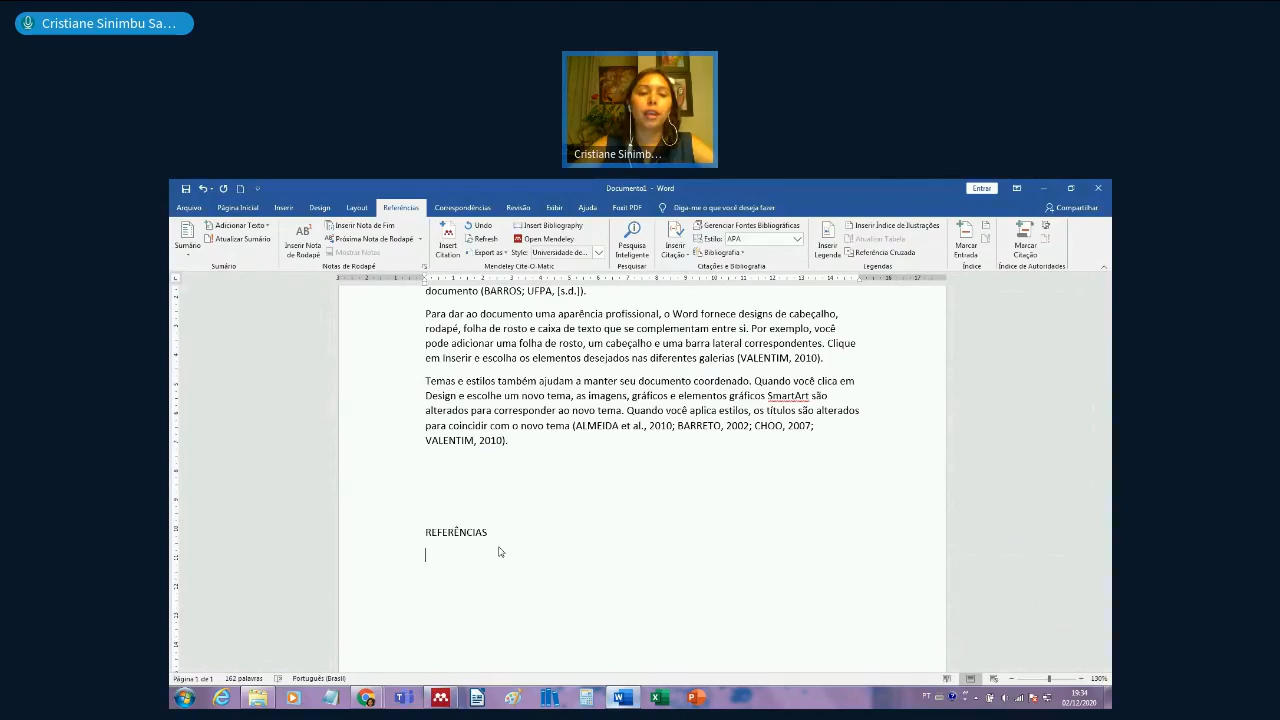 Cristiane Sinimbu Sa...
Cristiane Sinimb...
Documento1 - Word
Entrar
Arquivo Página Inicial Inserir Design Layout Referências Correspondências Revisão Exibir Ajuda Foxit PDF Diga-me o que você deseja fazer Compartilhar
Sumário
Adicionar Texto
Atualizar Sumário
Sumário
AB¹
Inserir Nota de Rodapé
Inserir Nota de Fim
Próxima Nota de Rodapé
Mostrar Notas
Notas de Rodapé
Insert Citation
Undo
Refresh
Export as
Insert Bibliography
Open Mendeley
Style: Universidade de...
Mendeley Cite-O-Matic
Pesquisa Inteligente
Pesquisar
Inserir Citação
Gerenciar Fontes Bibliográficas
Estilo: APA
Bibliografia
Citações e Bibliografia
Inserir Legenda
Inserir Índice de Ilustrações
Atualizar Tabela
Referência Cruzada
Legendas
Marcar Entrada
Índice
Marcar Citação
Índice de Autoridades
documento (BARROS; UFPA, [s.d.]).
Para dar ao documento uma aparência profissional, o Word fornece designs de cabeçalho,
rodapé, folha de rosto e caixa de texto que se complementam entre si. Por exemplo, você
pode adicionar uma folha de rosto, um cabeçalho e uma barra lateral correspondentes. Clique
em Inserir e escolha os elementos desejados nas diferentes galerias (VALENTIM, 2010).
Temas e estilos também ajudam a manter seu documento coordenado. Quando você clica em
Design e escolhe um novo tema, as imagens, gráficos e elementos gráficos SmartArt são
alterados para corresponder ao novo tema. Quando você aplica estilos, os títulos são alterados
para coincidir com o novo tema (ALMEIDA et al., 2010; BARRETO, 2002; CHOO, 2007;
VALENTIM, 2010).
REFERÊNCIAS
Página 1 de 1 162 palavras Português (Brasil) 130%
PT
19:34
02/12/2020